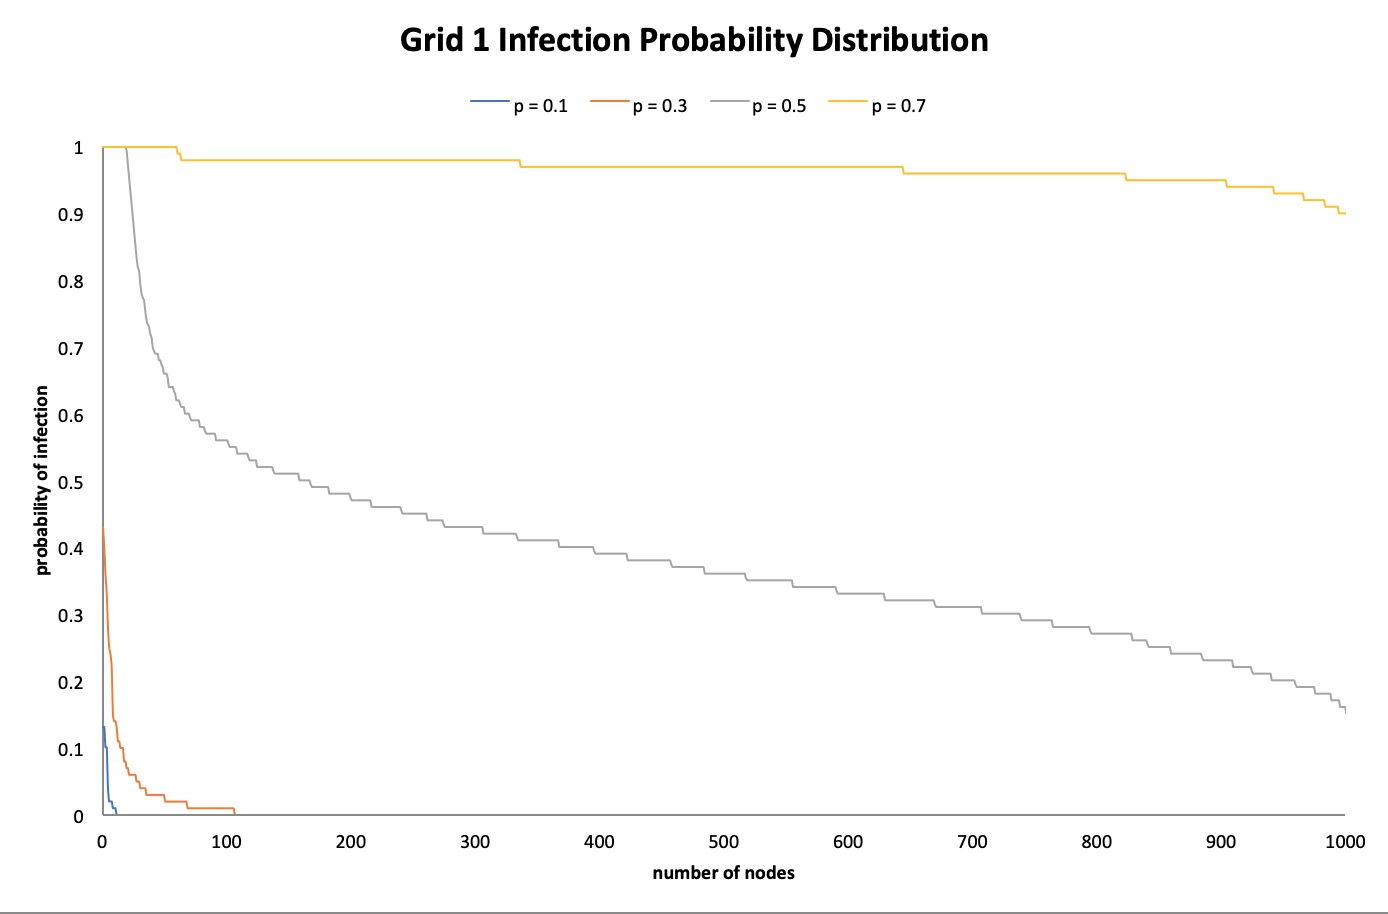 Grid 1 Infection Probability Distribution
p = 0.1 p = 0.3 p = 0.5 p = 0.7
1
0.9
0.8
0.7
0.6
0.5
0.4
0.3
0.2
0.1
0
probability of infection
0 100 200 300 400 500 600 700 800 900 1000
number of nodes